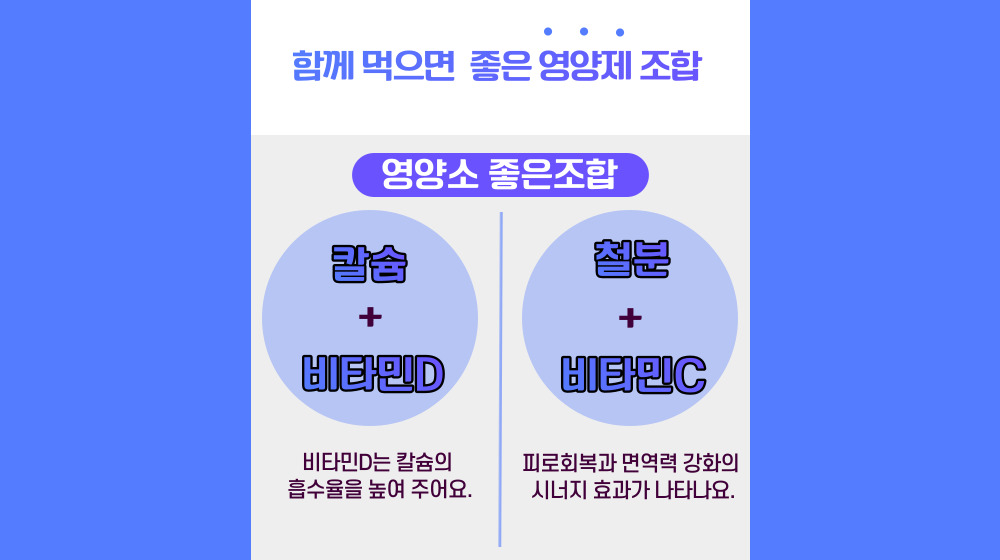 함께 먹으면 좋은 영양제 조합
영양소 좋은조합
칼슘
+
비타민D
비타민D는 칼슘의
흡수율을 높여 주어요.
철분
+
비타민C
피로회복과 면역력 강화의
시너지 효과가 나타나요.